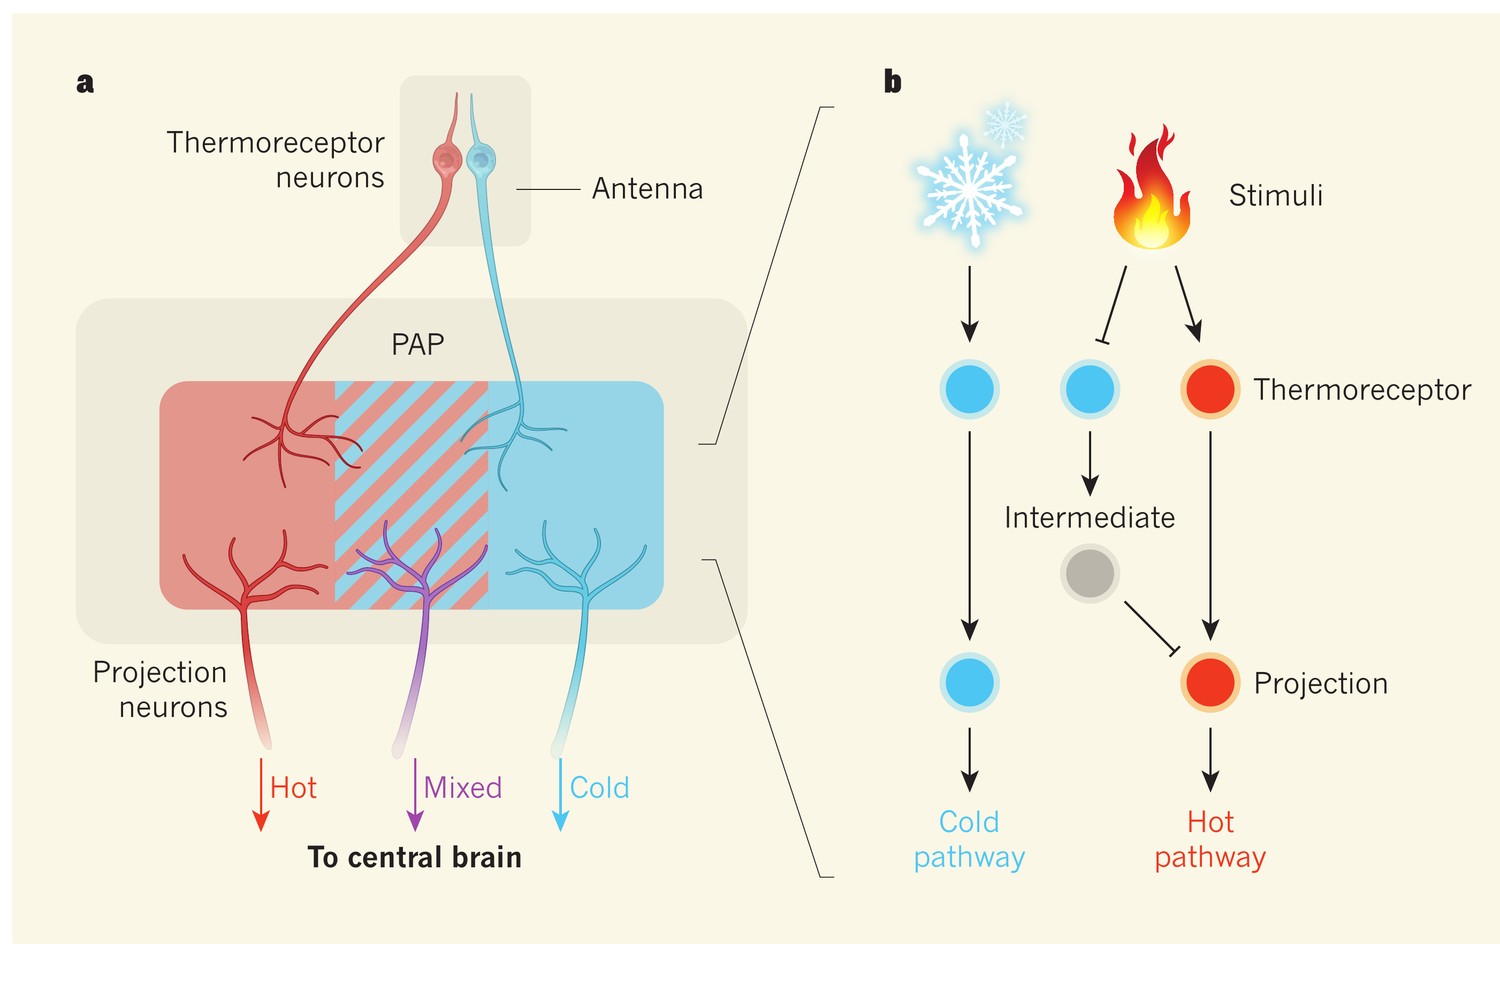 a
Thermoreceptor
neurons
Antenna
PAP
Projection
neurons
Hot
Mixed
Cold
To central brain
b
Stimuli
Thermoreceptor
Intermediate
Projection
Cold
pathway
Hot
pathway